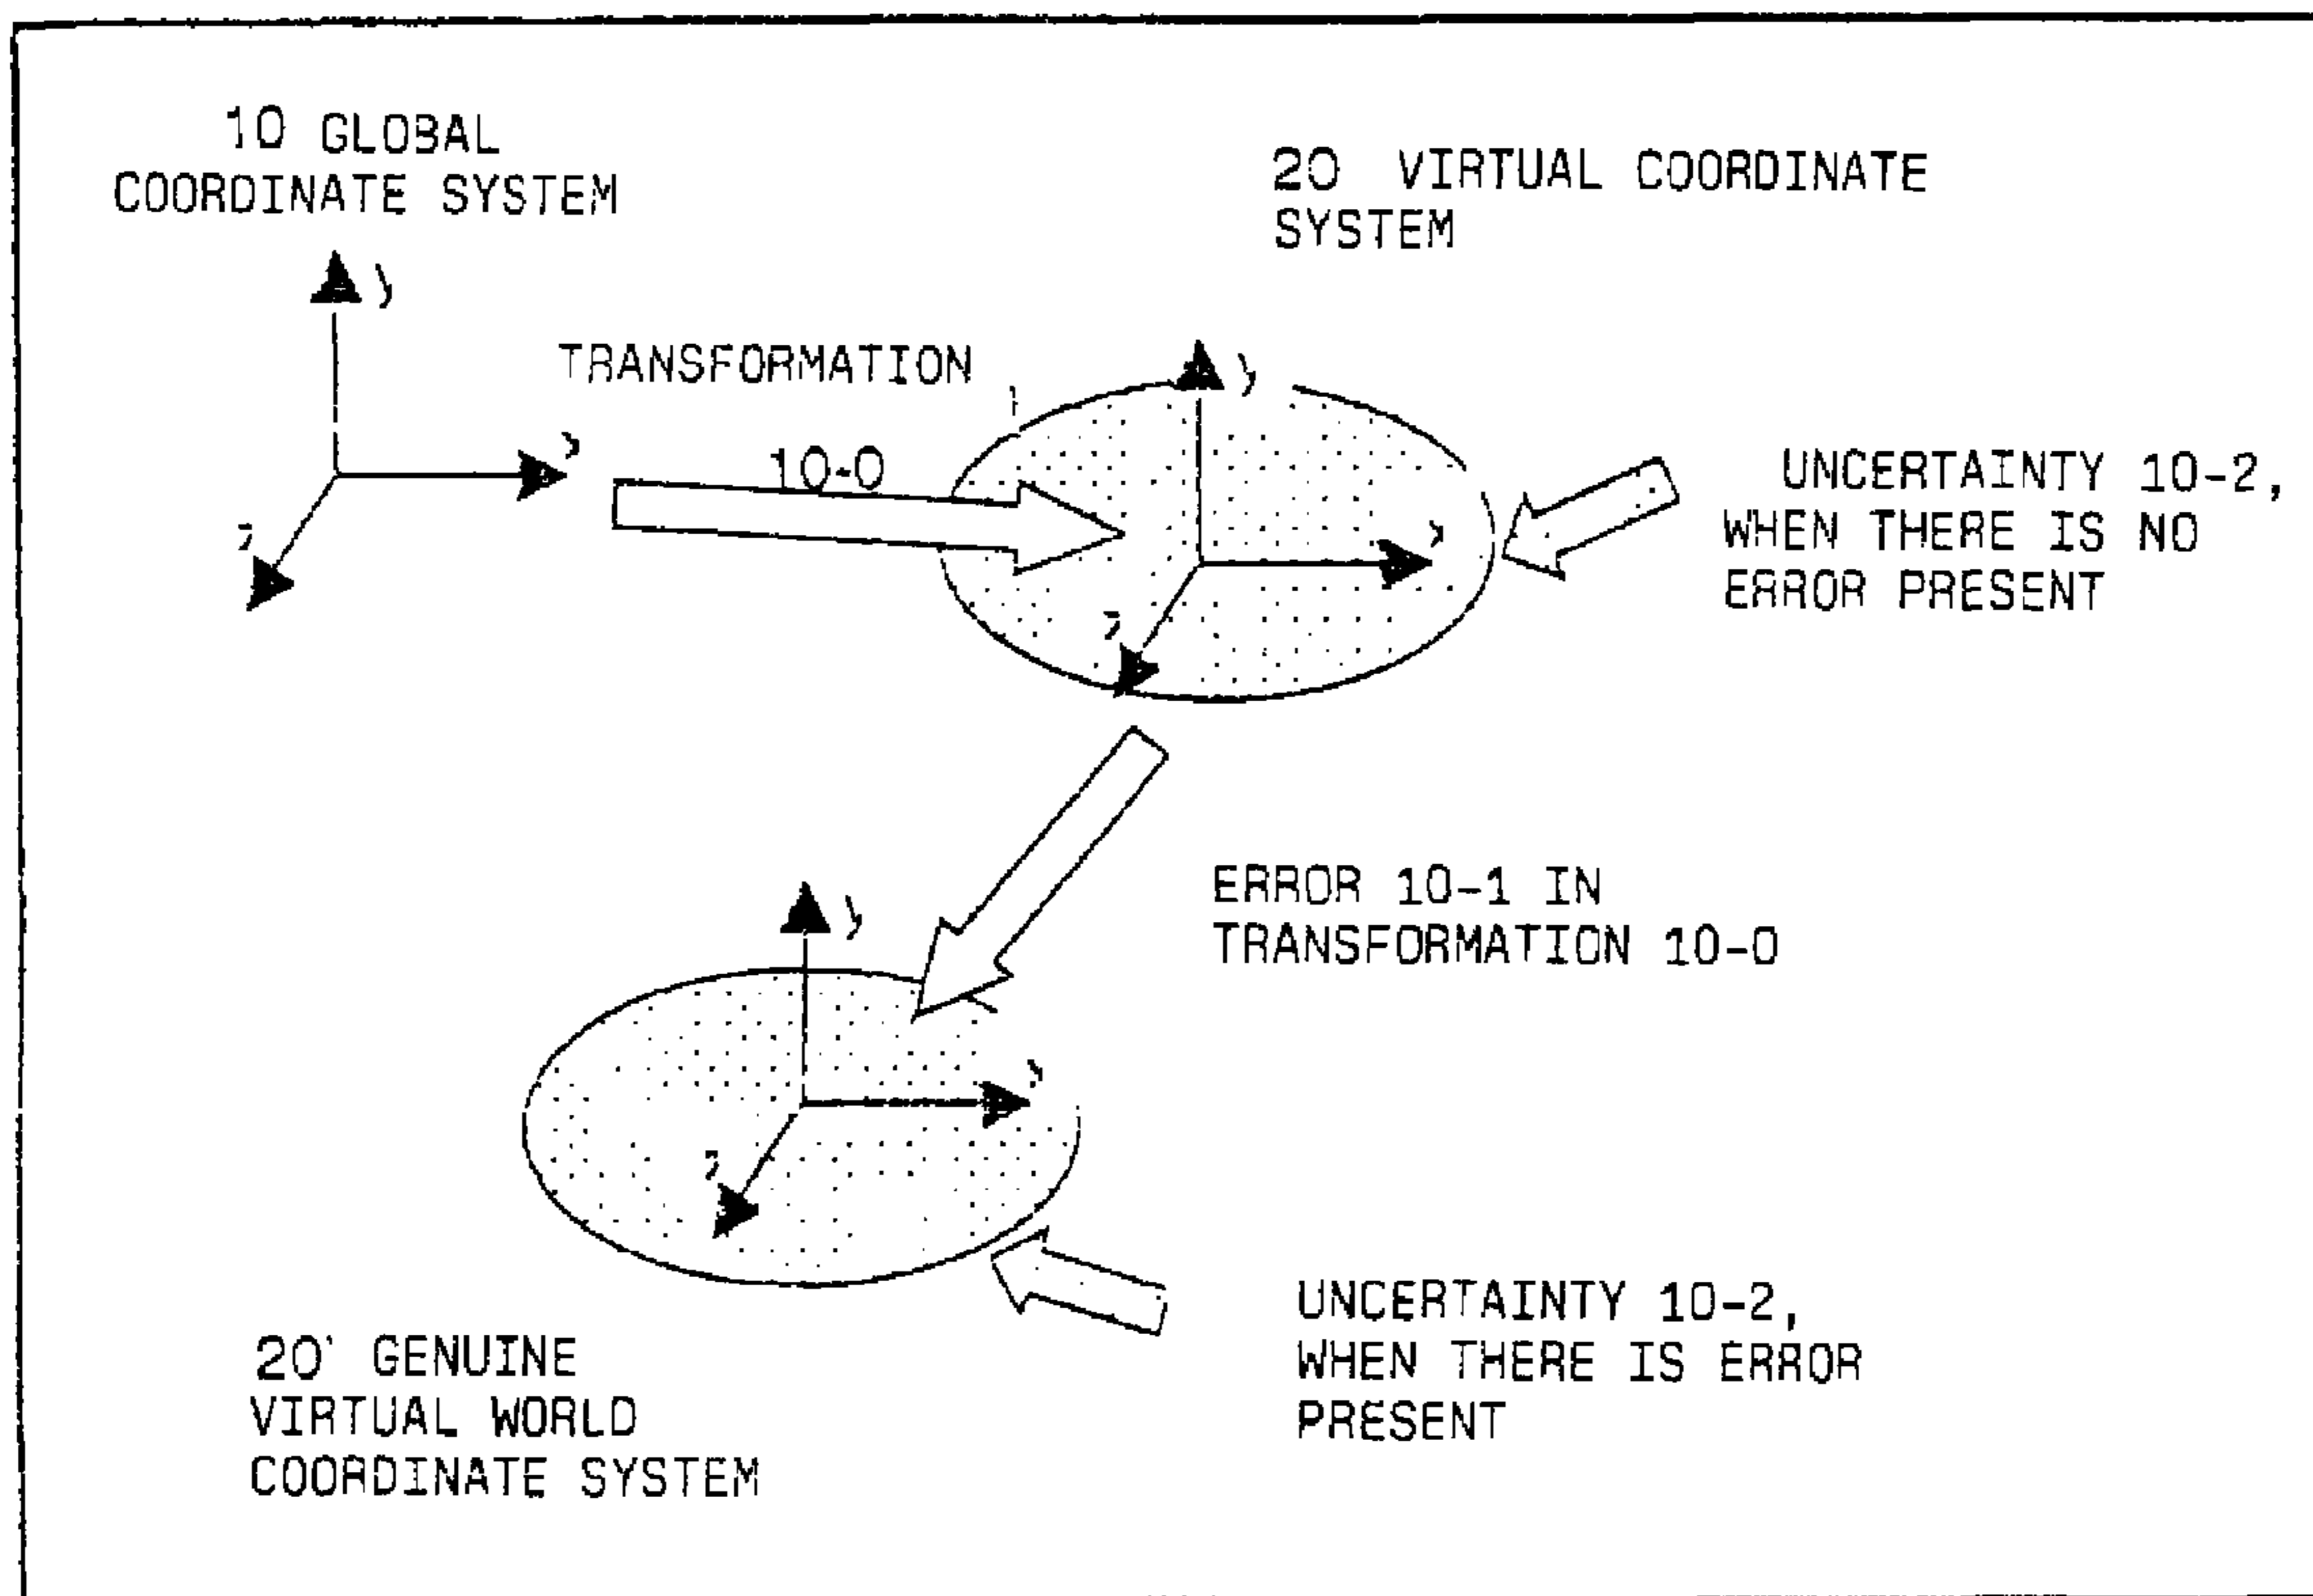 10 GLOBAL
COORDINATE SYSTEM
20 VIRTUAL COORDINATE
SYSTEM
y
TRANSFORMATION
y
10-0
UNCERTAINTY 10-2,
WHEN THERE IS NO
ERROR PRESENT
x
z
z
ERROR 10-1 IN
TRANSFORMATION 10-0
y
z
UNCERTAINTY 10-2,
WHEN THERE IS ERROR
PRESENT
20' GENUINE
VIRTUAL WORLD
COORDINATE SYSTEM